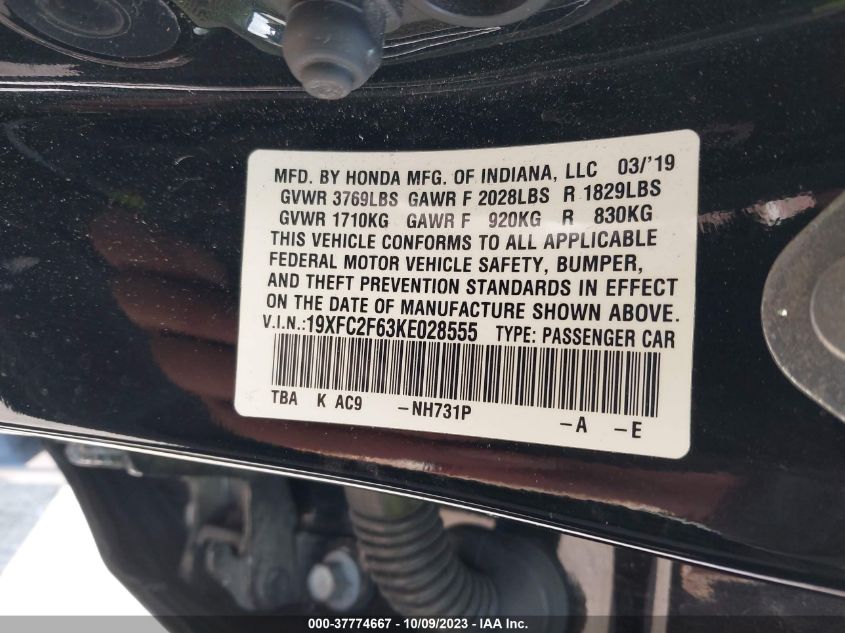 MFD. BY HONDA MFG. OF INDIANA, LLC 03/'19
GVWR 3769LBS GAWR F 2028LBS R 1829LBS
GVWR 1710KG GAWR F 920KG R 830KG
THIS VEHICLE CONFORMS TO ALL APPLICABLE
FEDERAL MOTOR VEHICLE SAFETY, BUMPER,
AND THEFT PREVENTION STANDARDS IN EFFECT
ON THE DATE OF MANUFACTURE SHOWN ABOVE.
V.I.N.:19XFC2F63KE028555 TYPE: PASSENGER CAR
TBA K AC9 -NH731P -A -E
000-37774667 - 10/09/2023 - IAA Inc.